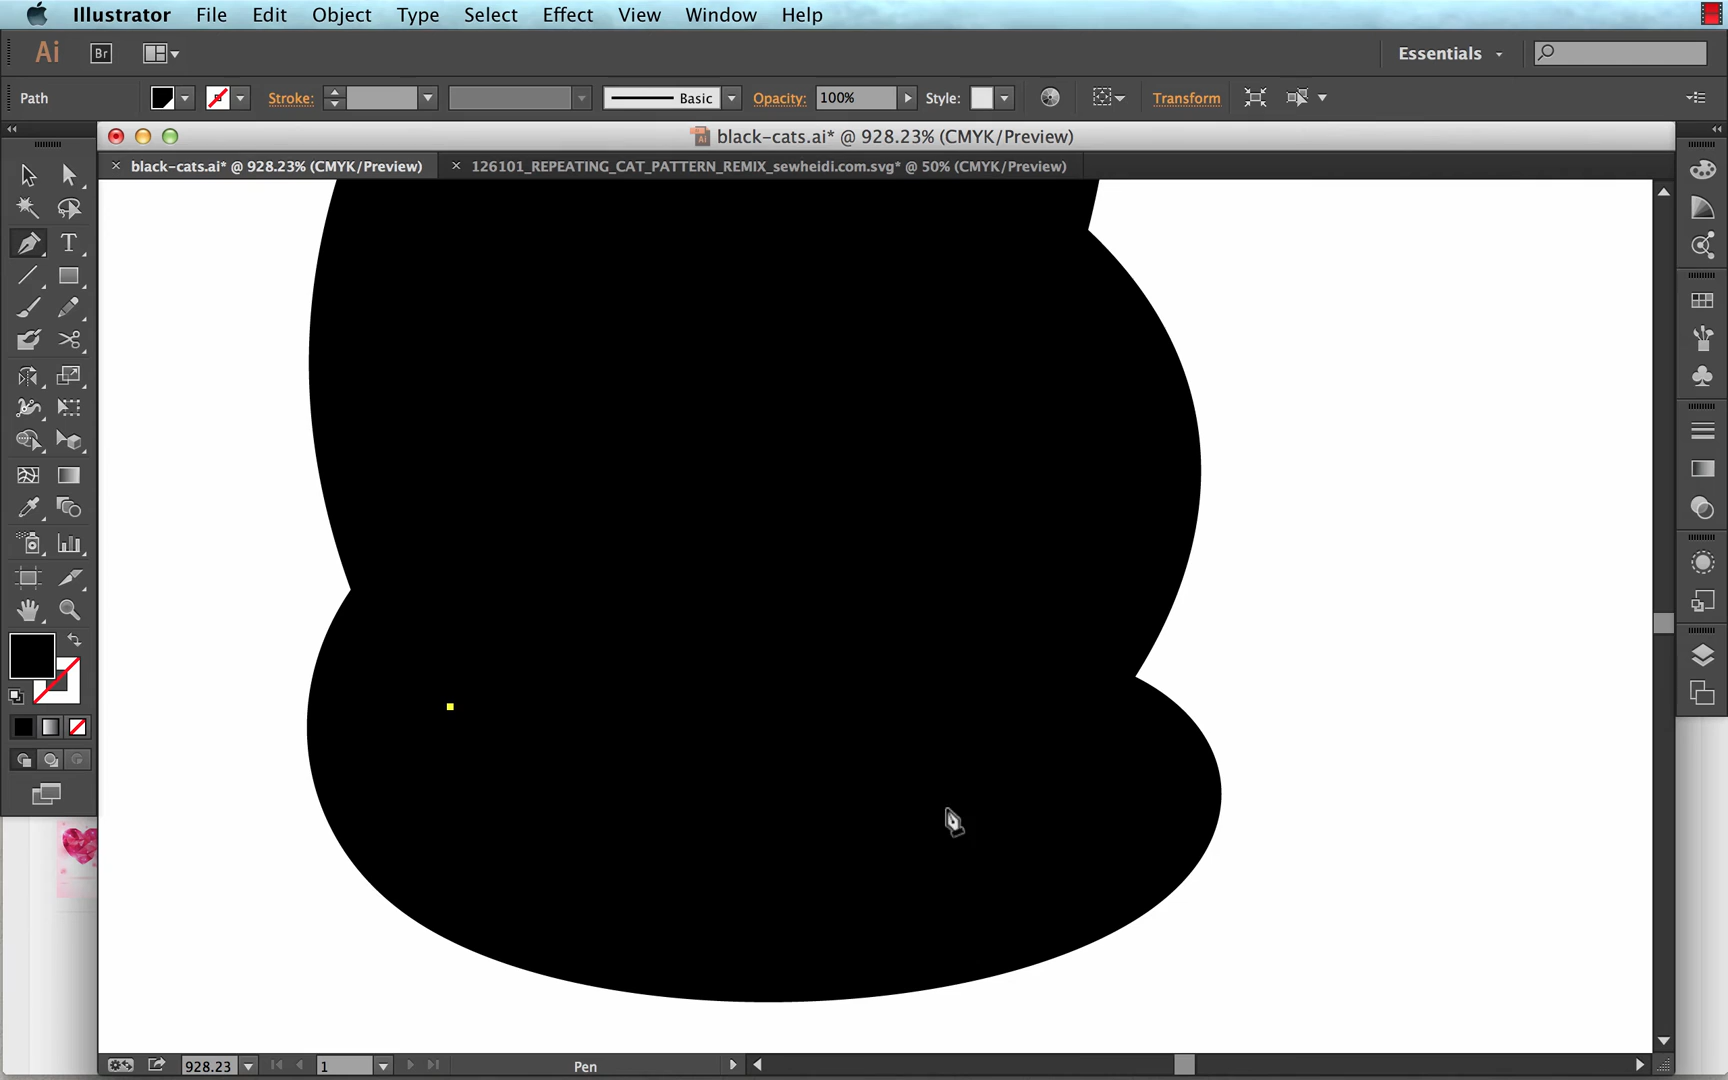 Illustrator File Edit Object Type Select Effect View Window Help
Ai Br Essentials
Path Stroke: Basic Opacity: 100% Style: Transform
black-cats.ai* @ 928.23% (CMYK/Preview)
black-cats.ai* @ 928.23% (CMYK/Preview) 126101_REPEATING_CAT_PATTERN_REMIX_sewheidi.com.svg* @ 50% (CMYK/Preview)
T
928.23 1 Pen